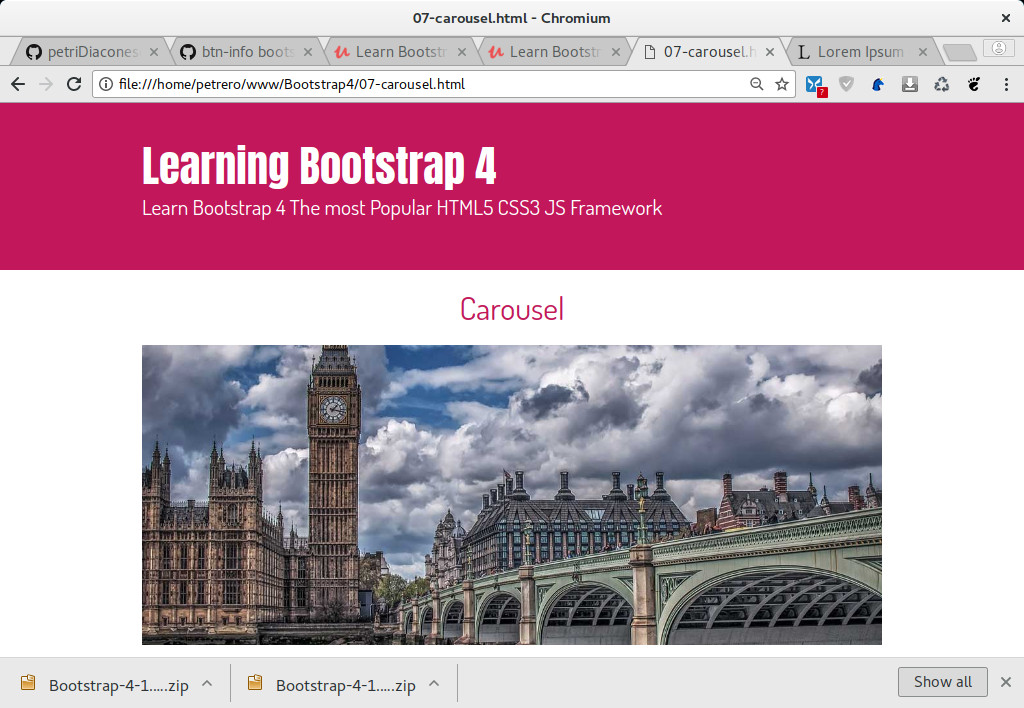 07-carousel.html - Chromium
petriDiacones
btn-info boots
Learn Bootstr
Learn Bootstr
07-carousel.h
Lorem Ipsum
file:///home/petrero/www/Bootstrap4/07-carousel.html
?
Learning Bootstrap 4
Learn Bootstrap 4 The most Popular HTML5 CSS3 JS Framework
Carousel
Bootstrap-4-1.....zip
Bootstrap-4-1.....zip
Show all